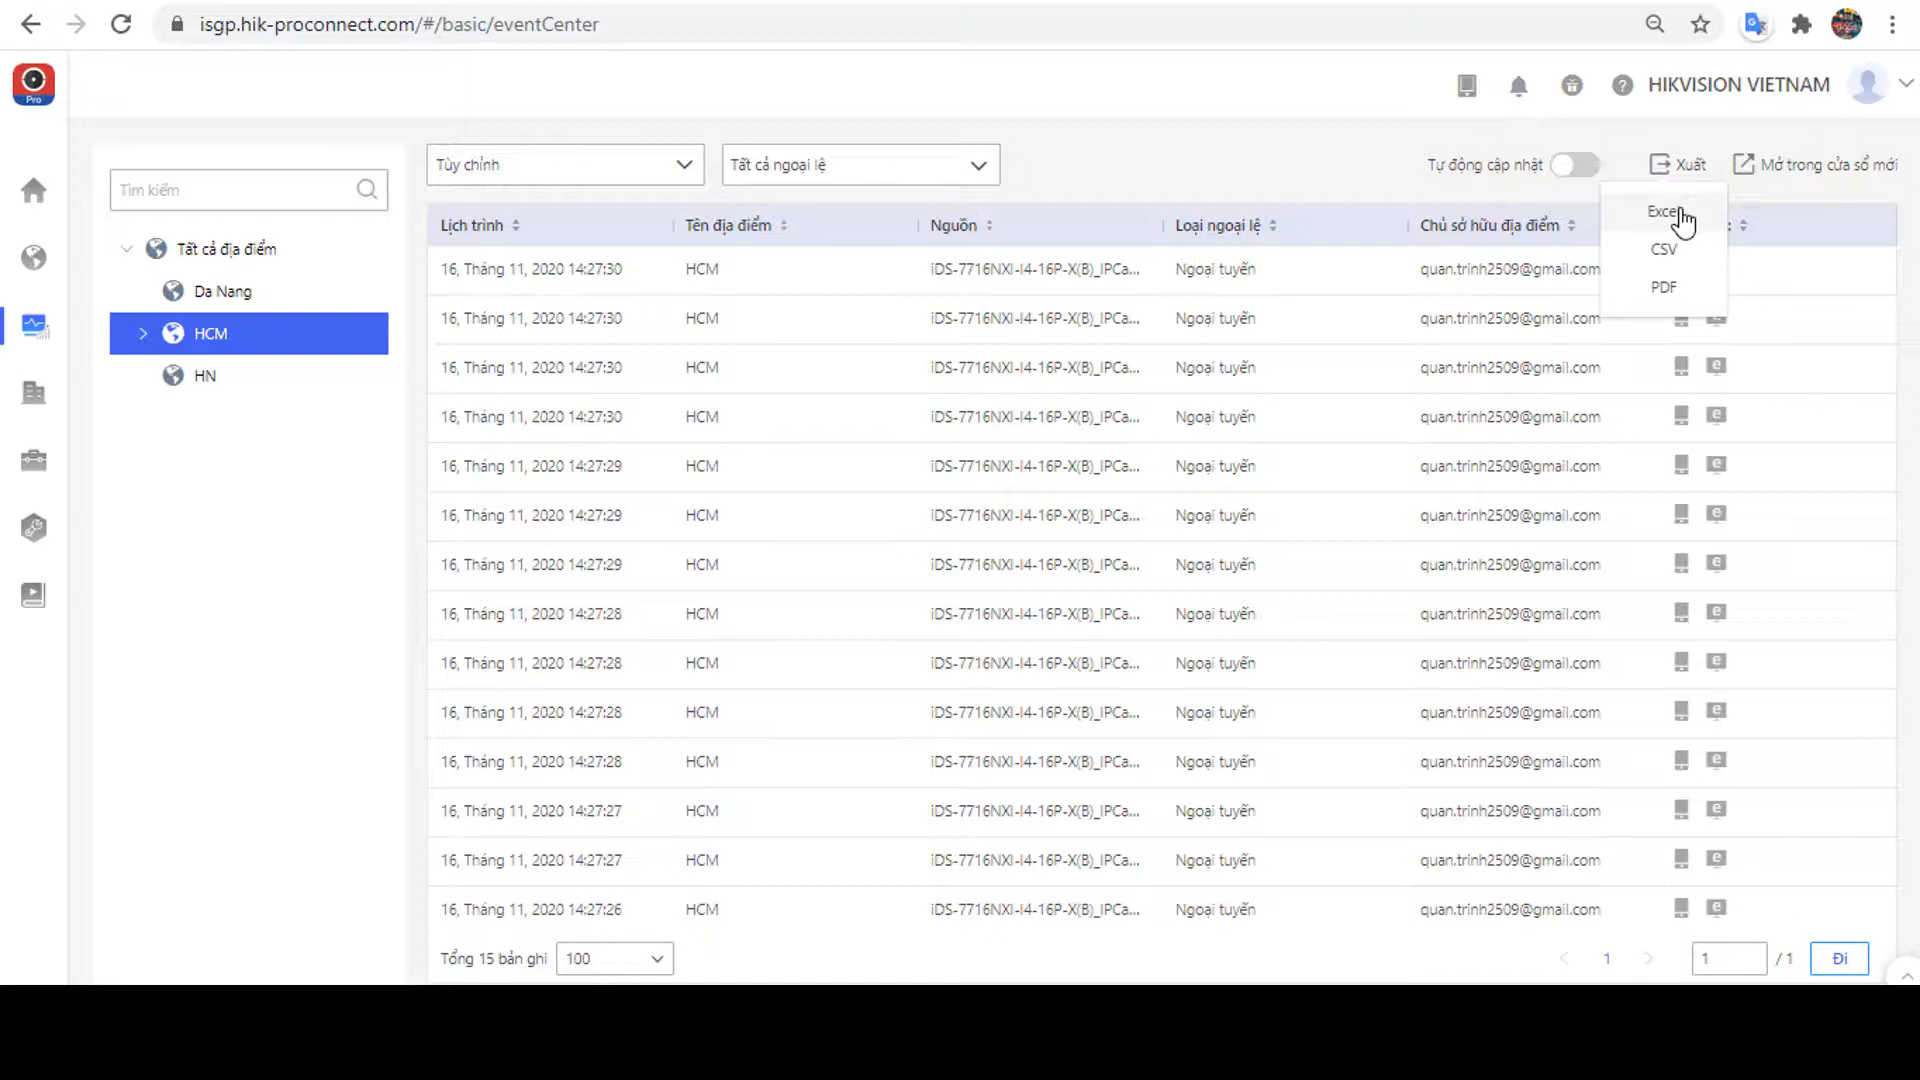 isgp.hik-proconnect.com/#/basic/eventCenter
Pro
HIKVISION VIETNAM
Tìm kiếm
Tất cả địa điểm
Da Nang
HCM
HN
Tùy chỉnh
Tất cả ngoại lệ
Tự động cập nhật
Xuất
Mở trong cửa sổ mới
Excel
CSV
PDF
Lịch trình Tên địa điểm Nguồn Loại ngoại lệ Chủ sở hữu địa điểm
16, Tháng 11, 2020 14:27:30 HCM iDS-7716NXI-I4-16P-X(B)_IPCa... Ngoại tuyến quan.trinh2509@gmail.com
16, Tháng 11, 2020 14:27:30 HCM iDS-7716NXI-I4-16P-X(B)_IPCa... Ngoại tuyến quan.trinh2509@gmail.com
16, Tháng 11, 2020 14:27:30 HCM iDS-7716NXI-I4-16P-X(B)_IPCa... Ngoại tuyến quan.trinh2509@gmail.com
16, Tháng 11, 2020 14:27:30 HCM iDS-7716NXI-I4-16P-X(B)_IPCa... Ngoại tuyến quan.trinh2509@gmail.com
16, Tháng 11, 2020 14:27:29 HCM iDS-7716NXI-I4-16P-X(B)_IPCa... Ngoại tuyến quan.trinh2509@gmail.com
16, Tháng 11, 2020 14:27:29 HCM iDS-7716NXI-I4-16P-X(B)_IPCa... Ngoại tuyến quan.trinh2509@gmail.com
16, Tháng 11, 2020 14:27:29 HCM iDS-7716NXI-I4-16P-X(B)_IPCa... Ngoại tuyến quan.trinh2509@gmail.com
16, Tháng 11, 2020 14:27:28 HCM iDS-7716NXI-I4-16P-X(B)_IPCa... Ngoại tuyến quan.trinh2509@gmail.com
16, Tháng 11, 2020 14:27:28 HCM iDS-7716NXI-I4-16P-X(B)_IPCa... Ngoại tuyến quan.trinh2509@gmail.com
16, Tháng 11, 2020 14:27:28 HCM iDS-7716NXI-I4-16P-X(B)_IPCa... Ngoại tuyến quan.trinh2509@gmail.com
16, Tháng 11, 2020 14:27:28 HCM iDS-7716NXI-I4-16P-X(B)_IPCa... Ngoại tuyến quan.trinh2509@gmail.com
16, Tháng 11, 2020 14:27:27 HCM iDS-7716NXI-I4-16P-X(B)_IPCa... Ngoại tuyến quan.trinh2509@gmail.com
16, Tháng 11, 2020 14:27:27 HCM iDS-7716NXI-I4-16P-X(B)_IPCa... Ngoại tuyến quan.trinh2509@gmail.com
16, Tháng 11, 2020 14:27:26 HCM iDS-7716NXI-I4-16P-X(B)_IPCa... Ngoại tuyến quan.trinh2509@gmail.com
Tổng 15 bản ghi 100 1 1 / 1 Đi